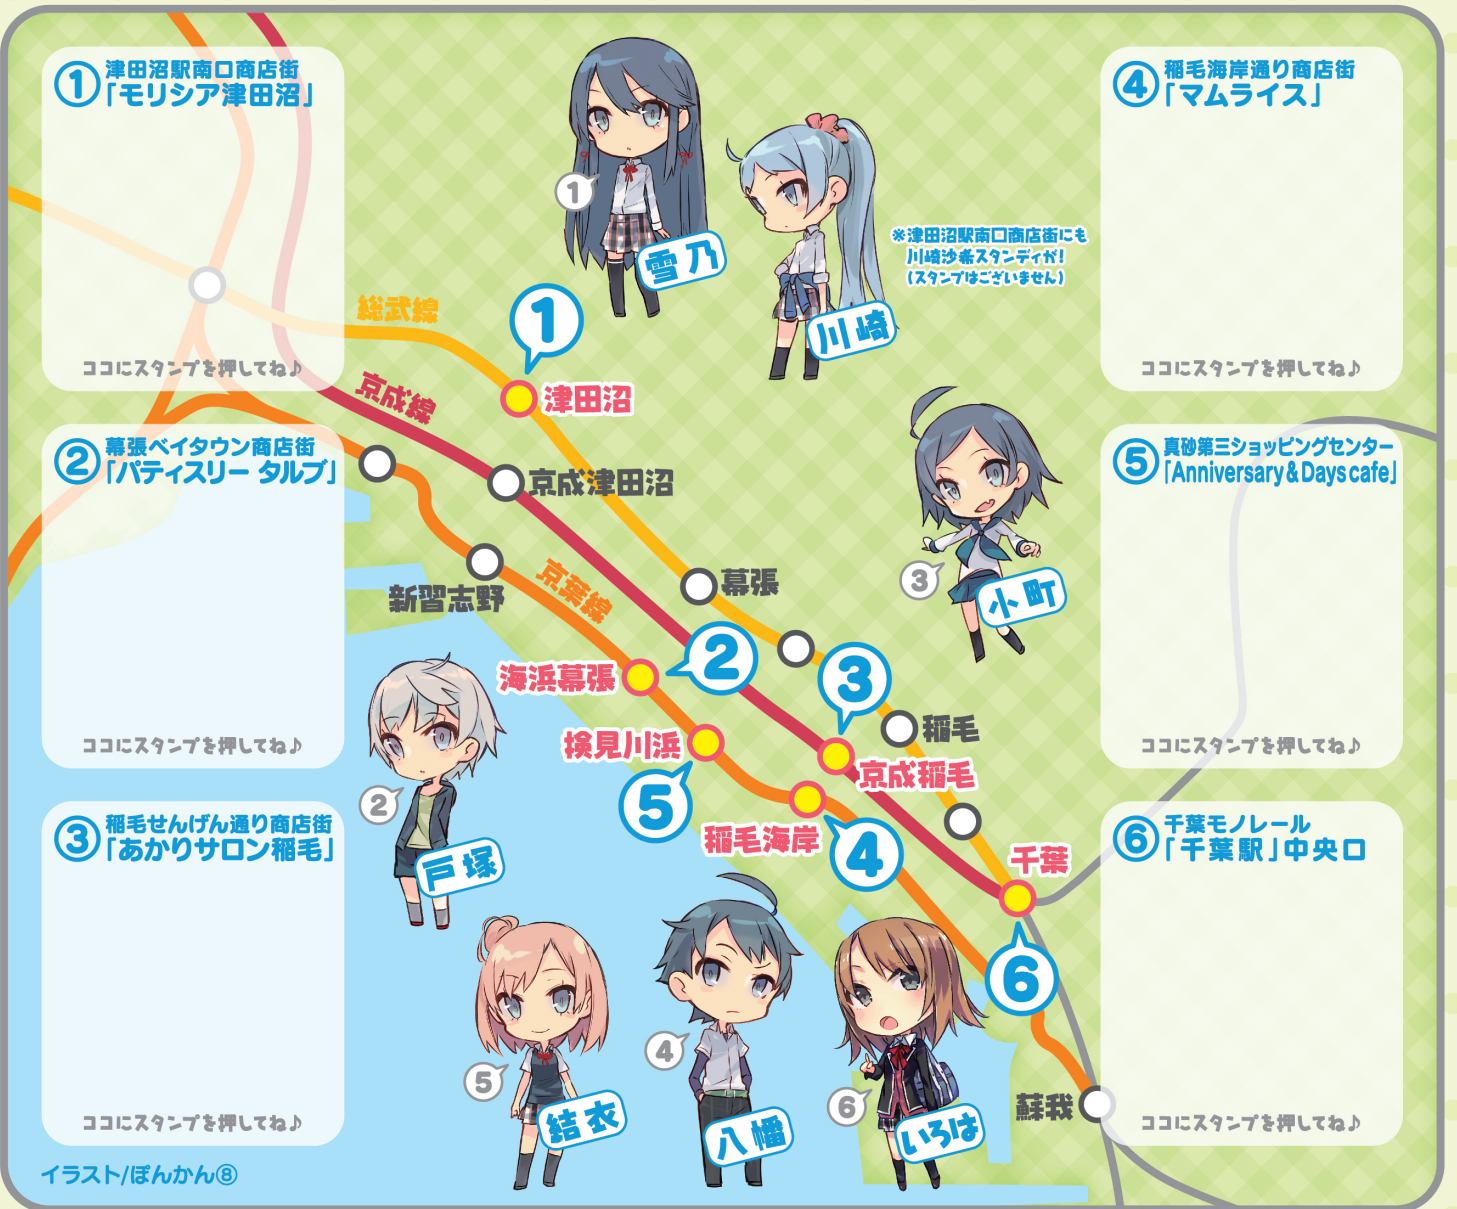 ① 津田沼駅南口商店街
「モリシア津田沼」
ココにスタンプを押してね♪
② 幕張ベイタウン商店街
「パティスリー タルブ」
ココにスタンプを押してね♪
③ 稲毛せんげん通り商店街
「あかりサロン稲毛」
ココにスタンプを押してね♪
④ 稲毛海岸通り商店街
「マムライス」
ココにスタンプを押してね♪
⑤ 真砂第三ショッピングセンター
「Anniversary&Days cafe」
ココにスタンプを押してね♪
⑥ 千葉モノレール
「千葉駅」中央口
ココにスタンプを押してね♪
1
雪乃
川崎
※津田沼駅南口商店街にも
川崎沙希スタンディが!
(スタンプはございません)
総武線
1
津田沼
京成線
京成津田沼
新習志野
京葉線
幕張
3
小町
海浜幕張
2
3
検見川浜
稲毛
京成稲毛
5
稲毛海岸
4
千葉
2
戸塚
6
5
結衣
4
八幡
6
いろは
蘇我
イラスト/ぽんかん⑧